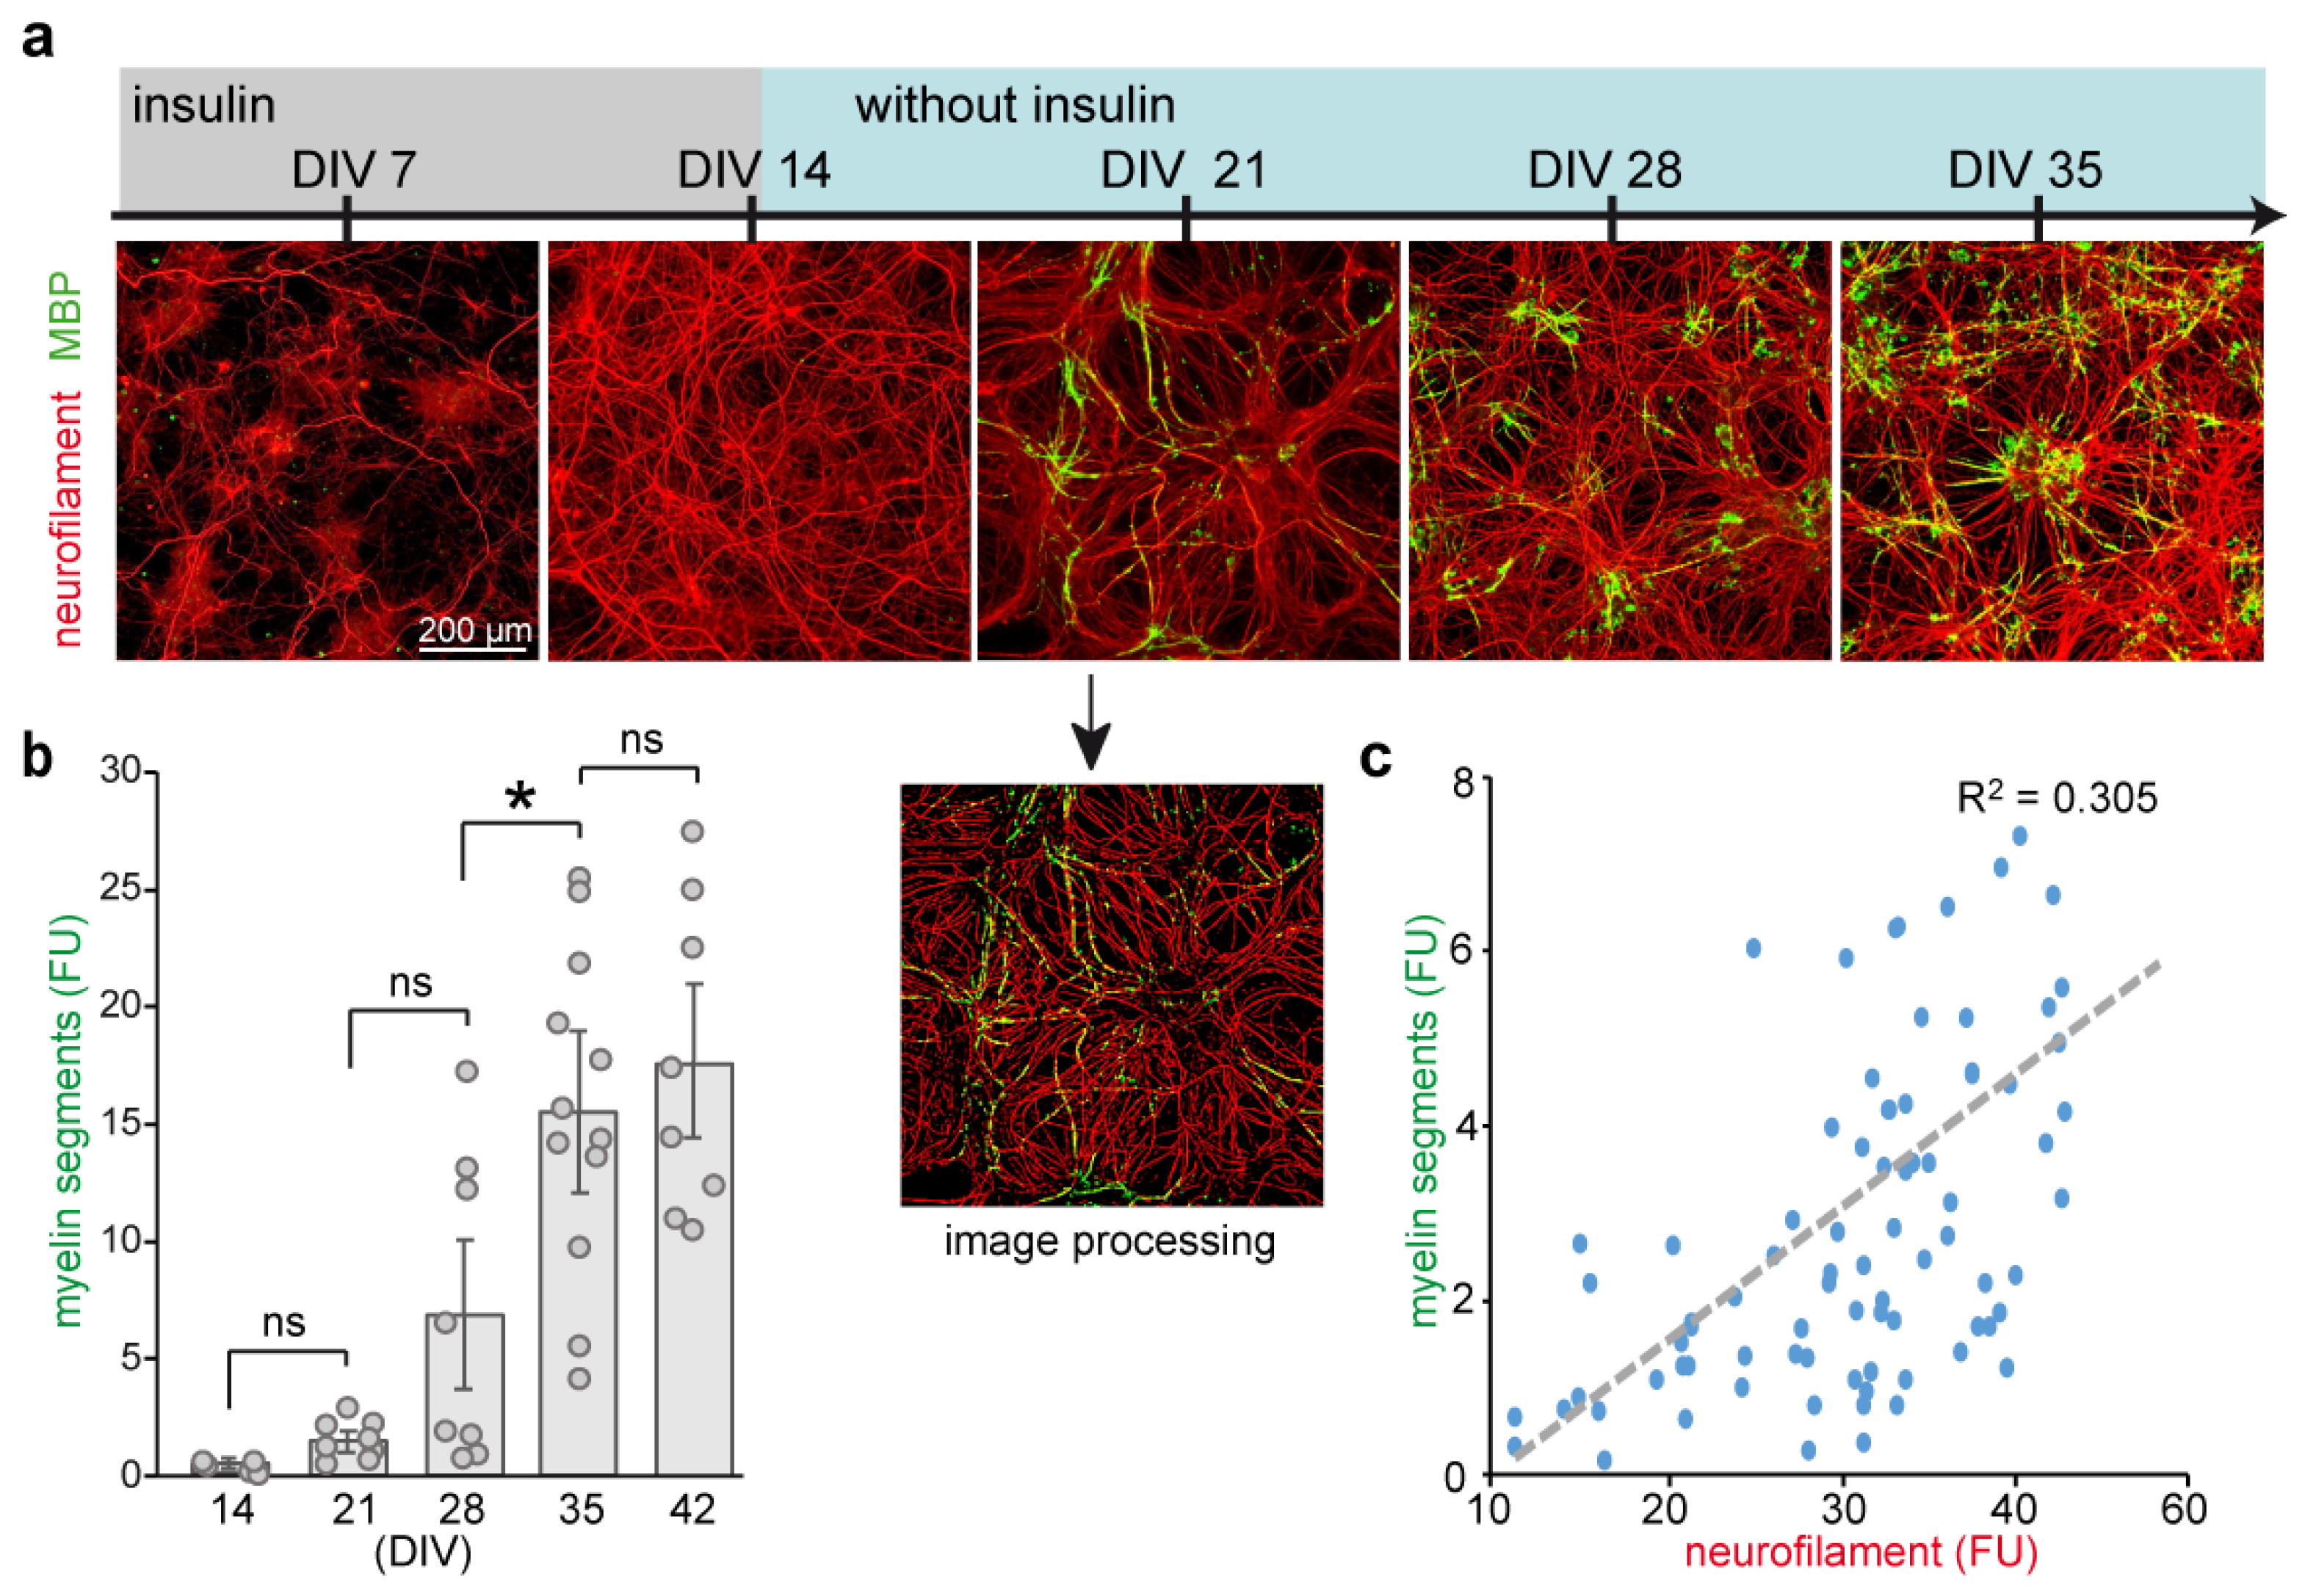 a
insulin
without insulin
DIV 7
DIV 14
DIV 21
DIV 28
DIV 35
neurofilament MBP
200 µm
b
myelin segments (FU)
30
25
20
15
10
5
0
ns
ns
*
ns
14
21
28
35
42
(DIV)
image processing
c
R² = 0.305
myelin segments (FU)
8
6
4
2
0
10
20
30
40
60
neurofilament (FU)